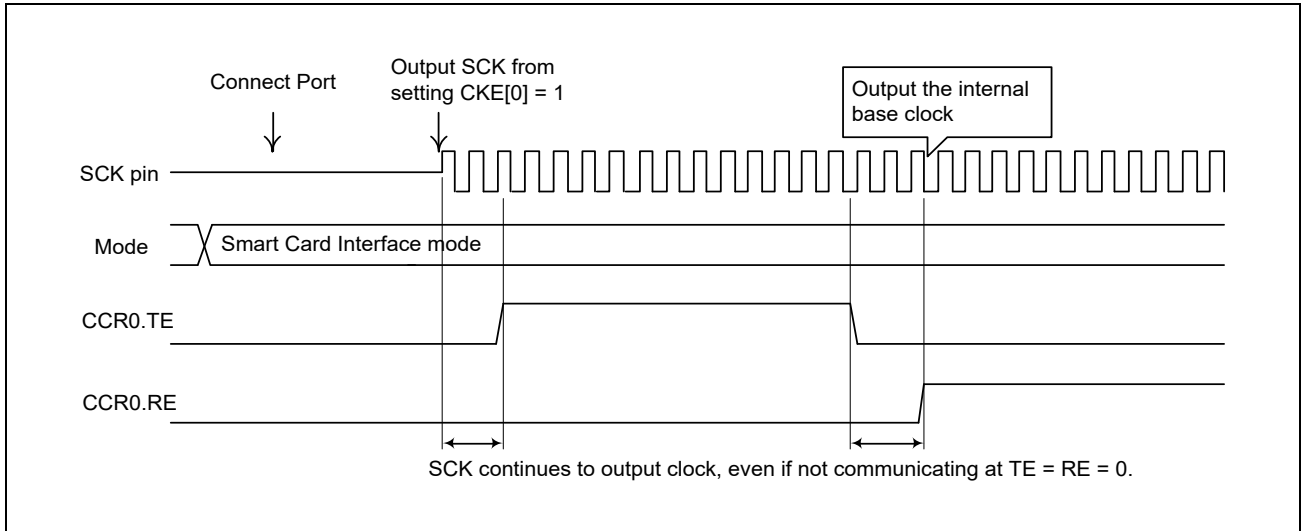 Connect Port
Output SCK from
setting CKE[0] = 1
Output the internal
base clock
SCK pin
Mode
Smart Card Interface mode
CCR0.TE
CCR0.RE
SCK continues to output clock, even if not communicating at TE = RE = 0.